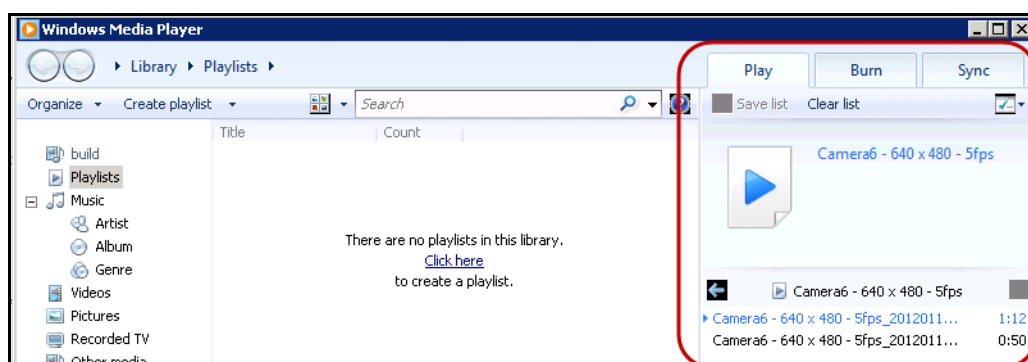 Windows Media Player
Library Playlists
Play Burn Sync
Organize Create playlist Search
Save list Clear list
Title Count
build
Playlists
Music
Artist
Album
Genre
Videos
Pictures
Recorded TV
Other media
There are no playlists in this library.
Click here
to create a playlist.
Camera6 - 640 x 480 - 5fps
Camera6 - 640 x 480 - 5fps
Camera6 - 640 x 480 - 5fps_2012011... 1:12
Camera6 - 640 x 480 - 5fps_2012011... 0:50